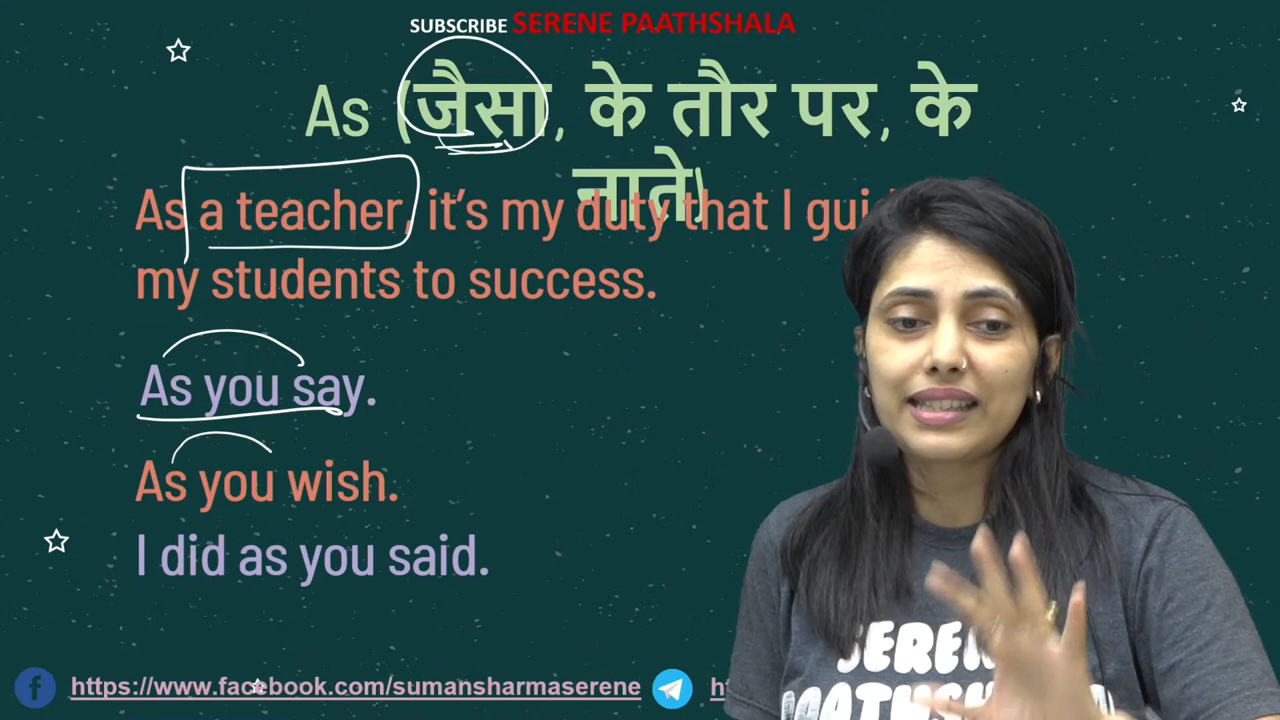 SUBSCRIBE SERENE PAATHSHALA
As (जैसा, के तौर पर, के
नाते)
As a teacher, it’s my duty that I
my students to success.
As you say.
As you wish.
I did as you said.
https://www.facebook.com/sumansharmaserene